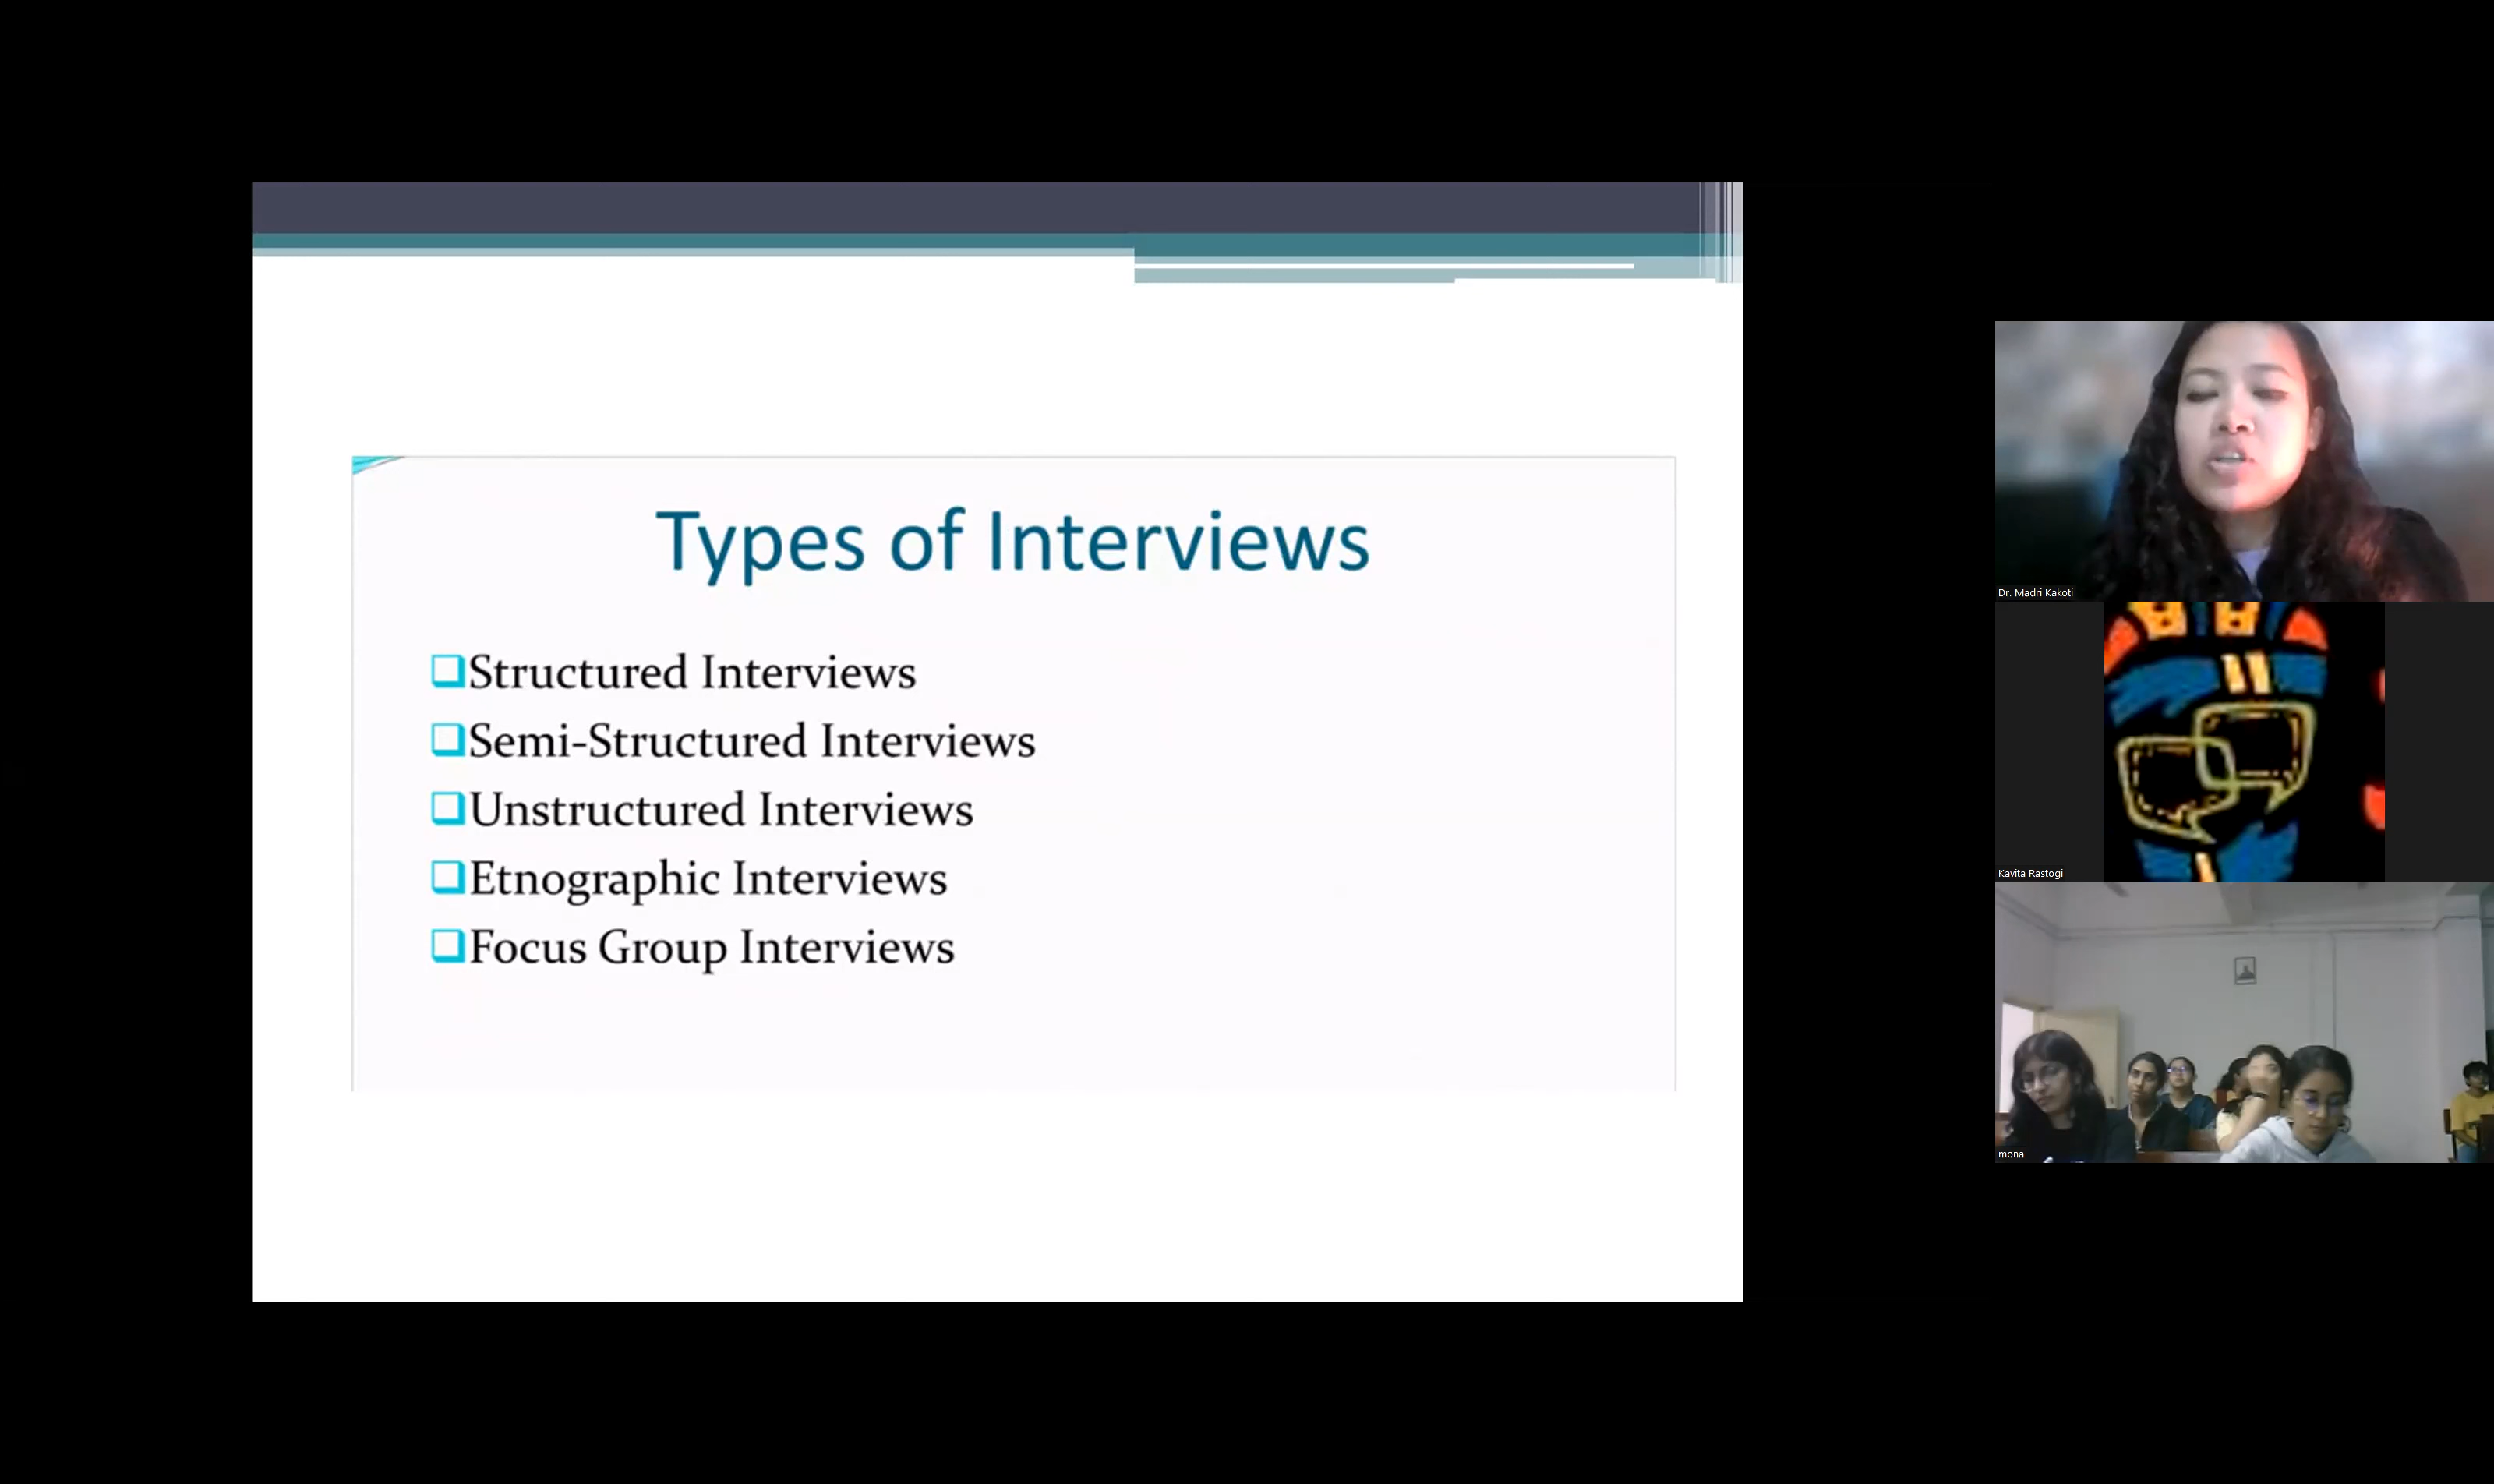 Types of Interviews
Structured Interviews
Semi-Structured Interviews
Unstructured Interviews
Etnographic Interviews
Focus Group Interviews
Dr. Madri Kakoti
Kavita Rastogi
mona